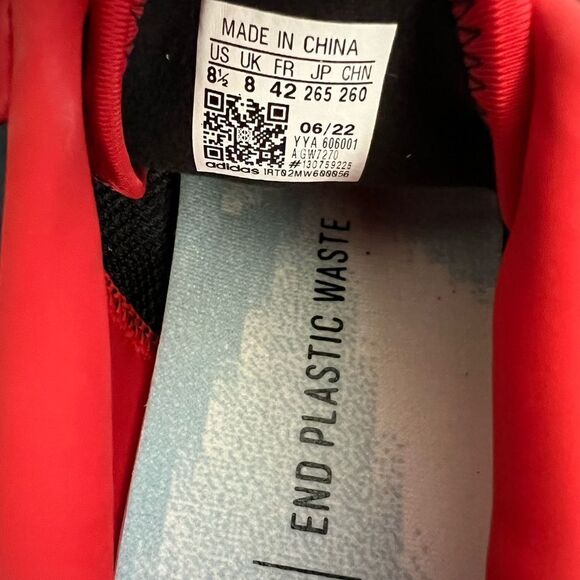 MADE IN CHINA
US UK FR JP CHN
8½ 8 42 265 260
06/22
YYA 606001
A GW7270
#130759225
adidas 1RT02MW600056
END PLASTIC WASTE